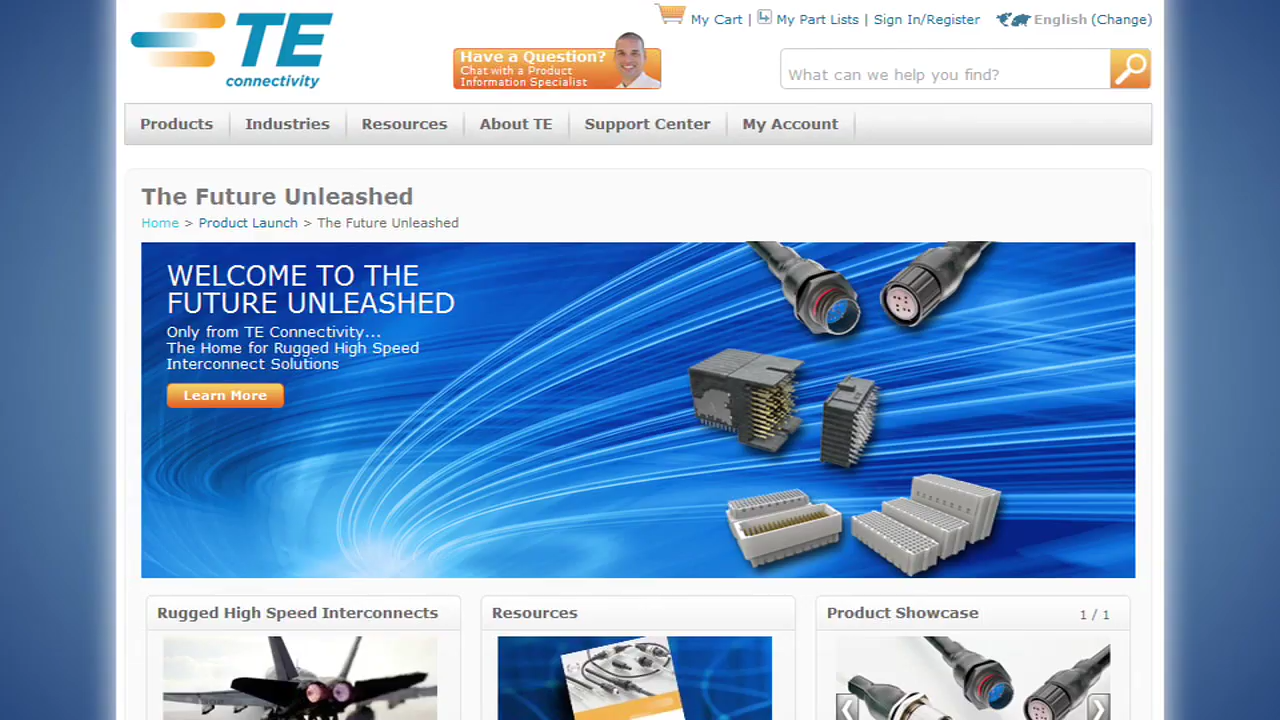 TE
connectivity
My Cart | My Part Lists | Sign In/Register English (Change)
Have a Question?
Chat with a Product
Information Specialist
What can we help you find?
Products Industries Resources About TE Support Center My Account
The Future Unleashed
Home > Product Launch > The Future Unleashed
WELCOME TO THE
FUTURE UNLEASHED
Only from TE Connectivity...
The Home for Rugged High Speed
Interconnect Solutions
Learn More
Rugged High Speed Interconnects
Resources
Product Showcase 1 / 1